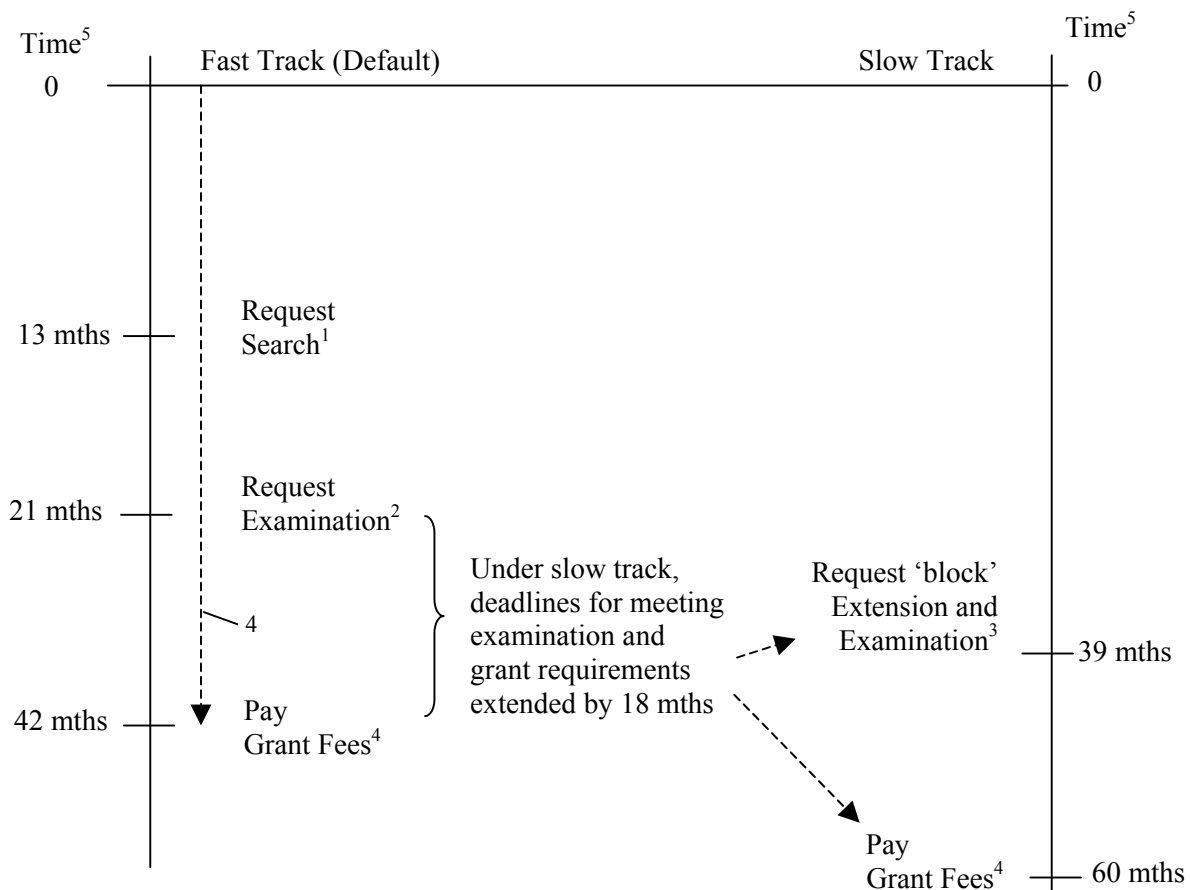 Time⁵
Fast Track (Default)
Slow Track
Time⁵
0
0
Request
Search¹
13 mths
Request
Examination²
21 mths
Under slow track,
deadlines for meeting
examination and
grant requirements
extended by 18 mths
Request ‘block’
Extension and
Examination³
39 mths
4
42 mths
Pay
Grant Fees⁴
Pay
Grant Fees⁴
60 mths